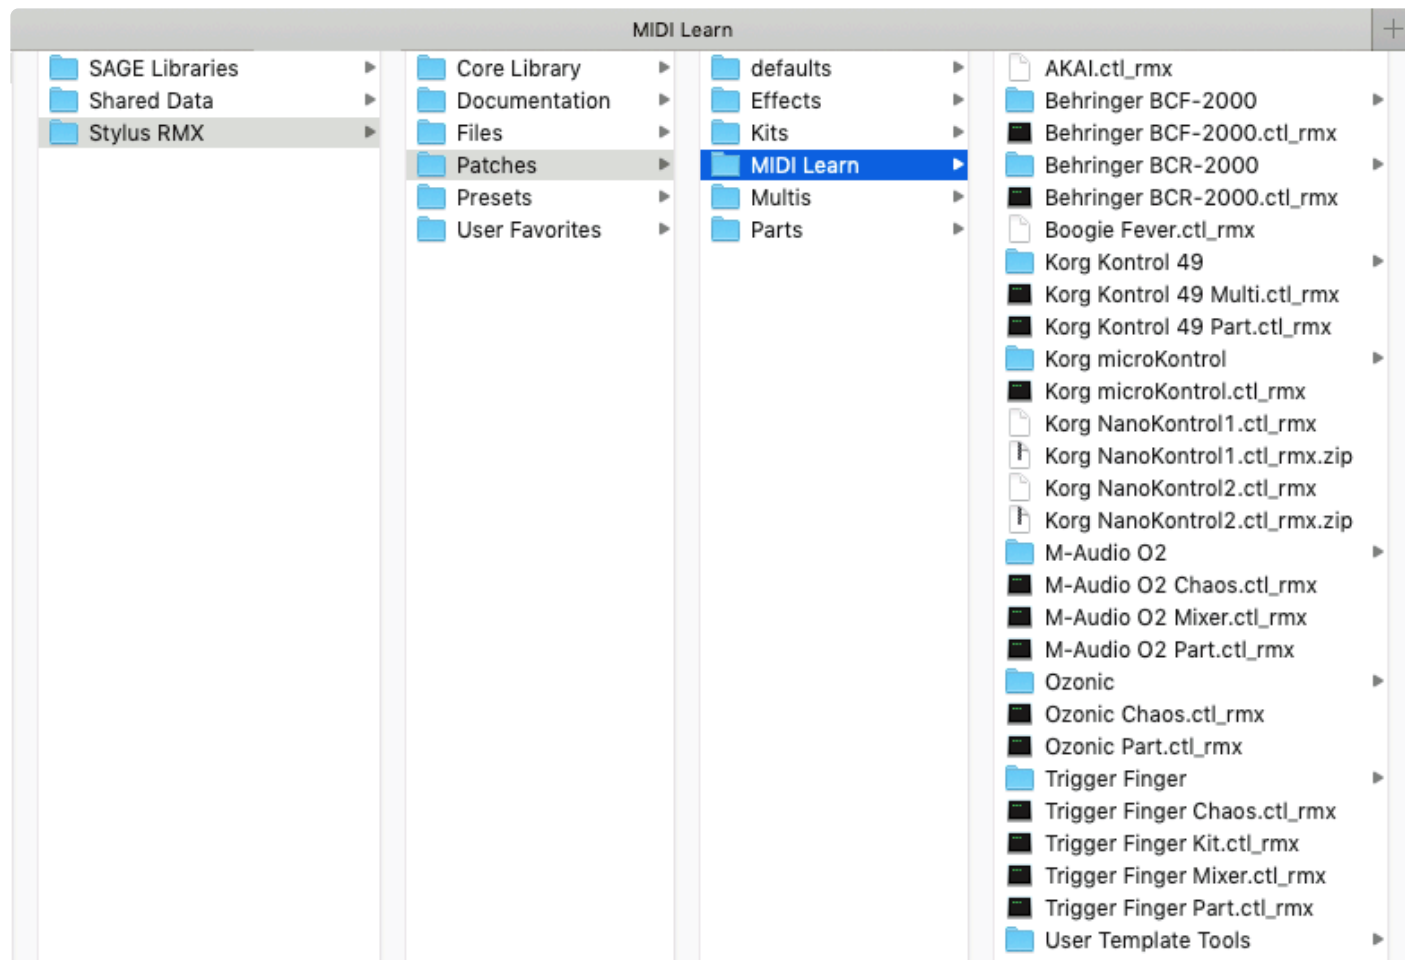 MIDI Learn
SAGE Libraries
Shared Data
Stylus RMX
Core Library
Documentation
Files
Patches
Presets
User Favorites
defaults
Effects
Kits
MIDI Learn
Multis
Parts
AKAI.ctl_rmx
Behringer BCF-2000
Behringer BCF-2000.ctl_rmx
Behringer BCR-2000
Behringer BCR-2000.ctl_rmx
Boogie Fever.ctl_rmx
Korg Kontrol 49
Korg Kontrol 49 Multi.ctl_rmx
Korg Kontrol 49 Part.ctl_rmx
Korg microKontrol
Korg microKontrol.ctl_rmx
Korg NanoKontrol1.ctl_rmx
Korg NanoKontrol1.ctl_rmx.zip
Korg NanoKontrol2.ctl_rmx
Korg NanoKontrol2.ctl_rmx.zip
M-Audio O2
M-Audio O2 Chaos.ctl_rmx
M-Audio O2 Mixer.ctl_rmx
M-Audio O2 Part.ctl_rmx
Ozonic
Ozonic Chaos.ctl_rmx
Ozonic Part.ctl_rmx
Trigger Finger
Trigger Finger Chaos.ctl_rmx
Trigger Finger Kit.ctl_rmx
Trigger Finger Mixer.ctl_rmx
Trigger Finger Part.ctl_rmx
User Template Tools